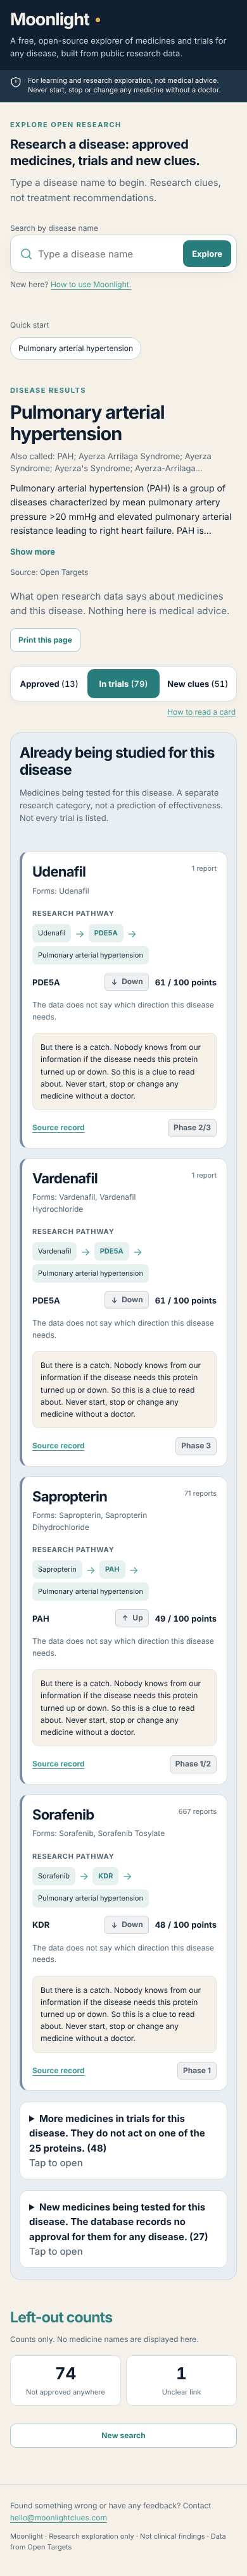 Moonlight
A free, open-source explorer of medicines and trials for
any disease, built from public research data.
For learning and research exploration, not medical advice.
Never start, stop or change any medicine without a doctor.
EXPLORE OPEN RESEARCH
Research a disease: approved
medicines, trials and new clues.
Type a disease name to begin. Research clues,
not treatment recommendations.
Search by disease name
Type a disease name
Explore
New here? How to use Moonlight.
Quick start
Pulmonary arterial hypertension
DISEASE RESULTS
Pulmonary arterial
hypertension
Also called: PAH; Ayerza Arrilaga Syndrome; Ayerza
Syndrome; Ayerza's Syndrome; Ayerza-Arrilaga...
Pulmonary arterial hypertension (PAH) is a group of
diseases characterized by mean pulmonary artery
pressure >20 mmHg and elevated pulmonary arterial
resistance leading to right heart failure. PAH is...
Show more
Source: Open Targets
What open research data says about medicines
and this disease. Nothing here is medical advice.
Print this page
Approved (13)
In trials (79)
New clues (51)
How to read a card
Already being studied for this
disease
Medicines being tested for this disease. A separate
research category, not a prediction of effectiveness.
Not every trial is listed.
Udenafil
1 report
Forms: Udenafil
RESEARCH PATHWAY
Udenafil → PDE5A →
Pulmonary arterial hypertension
PDE5A ↓ Down 61 / 100 points
The data does not say which direction this disease
needs.
But there is a catch. Nobody knows from our
information if the disease needs this protein
turned up or down. So this is a clue to read
about. Never start, stop or change any
medicine without a doctor.
Source record
Phase 2/3
Vardenafil
1 report
Forms: Vardenafil, Vardenafil
Hydrochloride
RESEARCH PATHWAY
Vardenafil → PDE5A →
Pulmonary arterial hypertension
PDE5A ↓ Down 61 / 100 points
The data does not say which direction this disease
needs.
But there is a catch. Nobody knows from our
information if the disease needs this protein
turned up or down. So this is a clue to read
about. Never start, stop or change any
medicine without a doctor.
Source record
Phase 3
Sapropterin
71 reports
Forms: Sapropterin, Sapropterin
Dihydrochloride
RESEARCH PATHWAY
Sapropterin → PAH →
Pulmonary arterial hypertension
PAH ↑ Up 49 / 100 points
The data does not say which direction this disease
needs.
But there is a catch. Nobody knows from our
information if the disease needs this protein
turned up or down. So this is a clue to read
about. Never start, stop or change any
medicine without a doctor.
Source record
Phase 1/2
Sorafenib
667 reports
Forms: Sorafenib, Sorafenib Tosylate
RESEARCH PATHWAY
Sorafenib → KDR →
Pulmonary arterial hypertension
KDR ↓ Down 48 / 100 points
The data does not say which direction this disease
needs.
But there is a catch. Nobody knows from our
information if the disease needs this protein
turned up or down. So this is a clue to read
about. Never start, stop or change any
medicine without a doctor.
Source record
Phase 1
▶ More medicines in trials for this
disease. They do not act on one of the
25 proteins. (48)
Tap to open
▶ New medicines being tested for this
disease. The database records no
approval for them for any disease. (27)
Tap to open
Left-out counts
Counts only. No medicine names are displayed here.
74
Not approved anywhere
1
Unclear link
New search
Found something wrong or have any feedback? Contact
hello@moonlightclues.com
Moonlight · Research exploration only · Not clinical findings · Data
from Open Targets